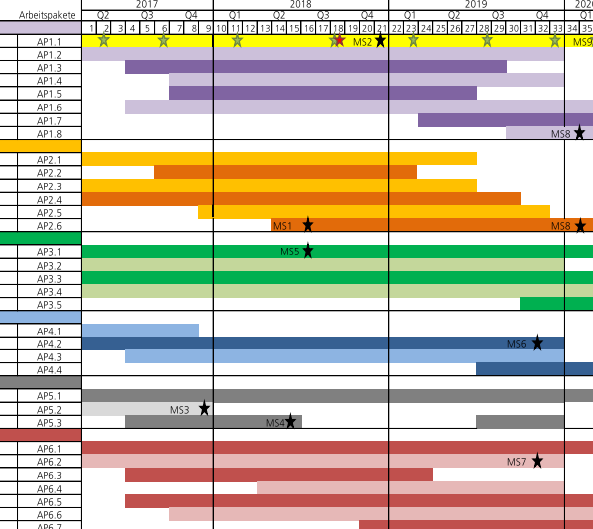 2017 2018 2019 2020
Arbeitspakete Q2 Q3 Q4 Q1 Q2 Q3 Q4 Q1 Q2 Q3 Q4 Q1
1 2 3 4 5 6 7 8 9 10 11 12 13 14 15 16 17 18 19 20 21 22 23 24 25 26 27 28 29 30 31 32 33 34 35
AP1.1 MS2 MS9
AP1.2
AP1.3
AP1.4
AP1.5
AP1.6
AP1.7
AP1.8 MS8
AP2.1
AP2.2
AP2.3
AP2.4
AP2.5
AP2.6 MS1 MS8
AP3.1 MS5
AP3.2
AP3.3
AP3.4
AP3.5
AP4.1
AP4.2 MS6
AP4.3
AP4.4
AP5.1
AP5.2 MS3
AP5.3 MS4
AP6.1
AP6.2 MS7
AP6.3
AP6.4
AP6.5
AP6.6
AP6.7